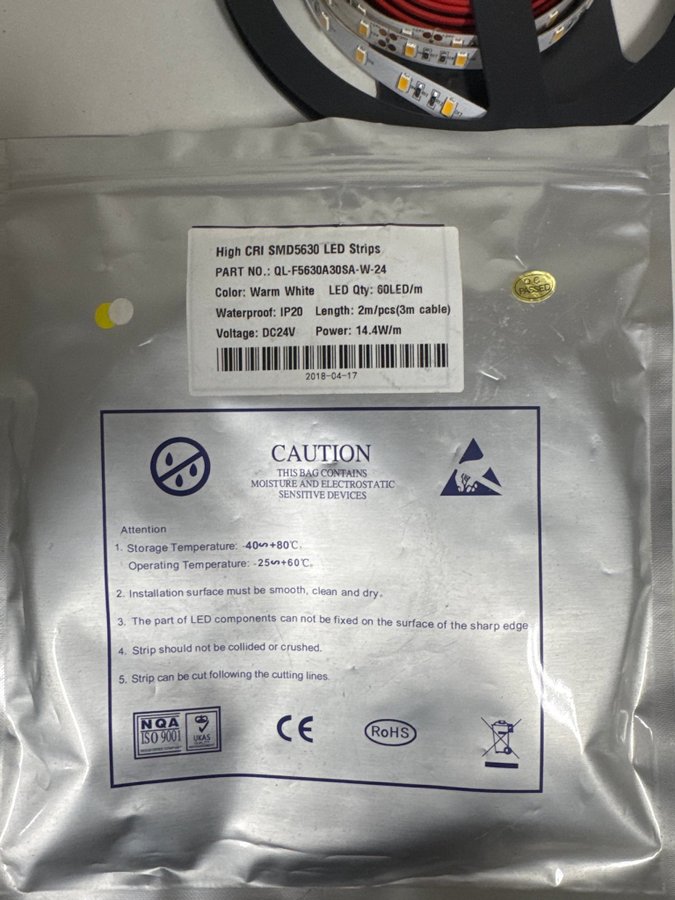 High CRI SMD5630 LED Strips
PART NO.: QL-F5630A30SA-W-24
Color: Warm White LED Qty: 60LED/m
Waterproof: IP20 Length: 2m/pcs(3m cable)
Voltage: DC24V Power: 14.4W/m
2018-04-17
Q C
PASSED
CAUTION
THIS BAG CONTAINS
MOISTURE AND ELECTROSTATIC
SENSITIVE DEVICES
Attention
1. Storage Temperature: -40∽+80℃.
Operating Temperature: -25∽+60℃.
2. Installation surface must be smooth, clean and dry.
3. The part of LED components can not be fixed on the surface of the sharp edge
4. Strip should not be collided or crushed.
5. Strip can be cut following the cutting lines.
NQA
ISO 9001
UKAS
CE
RoHS